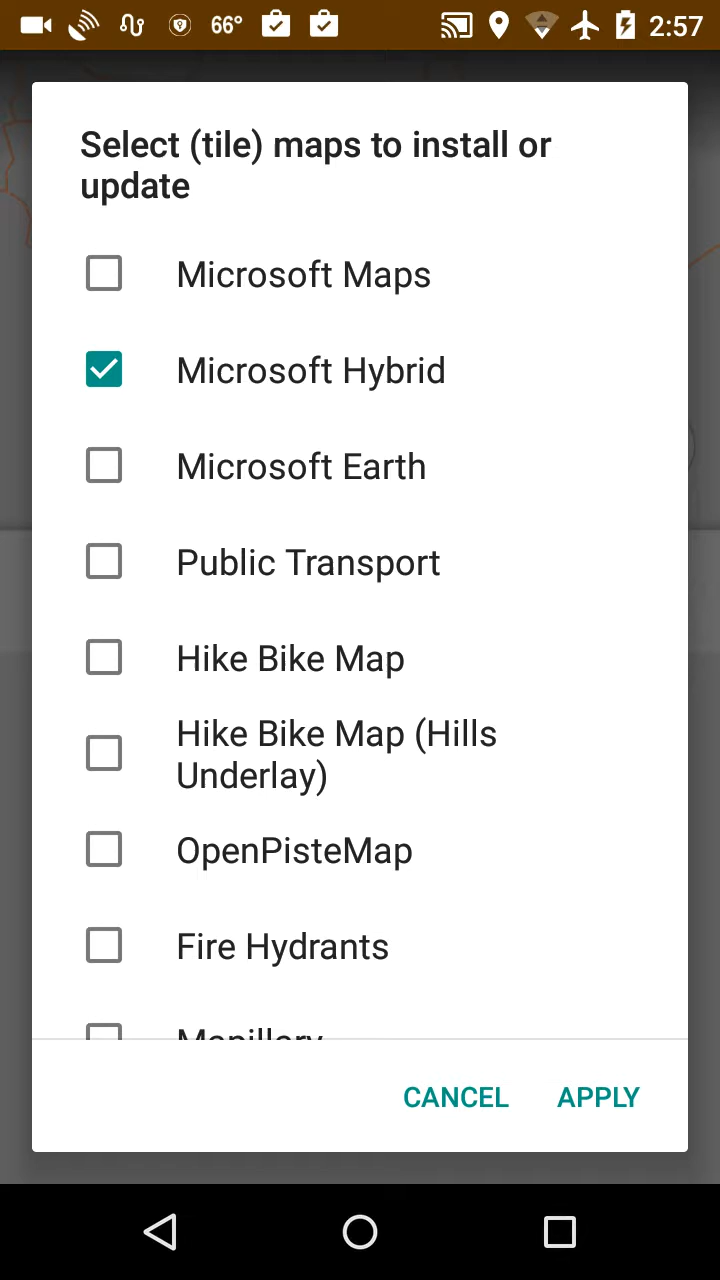 66° 2:57
Select (tile) maps to install or
update
Microsoft Maps
Microsoft Hybrid
Microsoft Earth
Public Transport
Hike Bike Map
Hike Bike Map (Hills
Underlay)
OpenPisteMap
Fire Hydrants
Mapillary
CANCEL APPLY